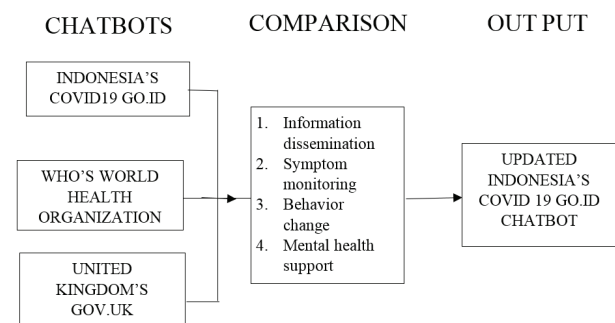 CHATBOTS
COMPARISON
OUT PUT
INDONESIA'S
COVID19 GO.ID
WHO'S WORLD
HEALTH
ORGANIZATION
UNITED
KINGDOM'S
GOV.UK
1. Information
dissemination
2. Symptom
monitoring
3. Behavior
change
4. Mental health
support
UPDATED
INDONESIA'S
COVID 19 GO.ID
CHATBOT